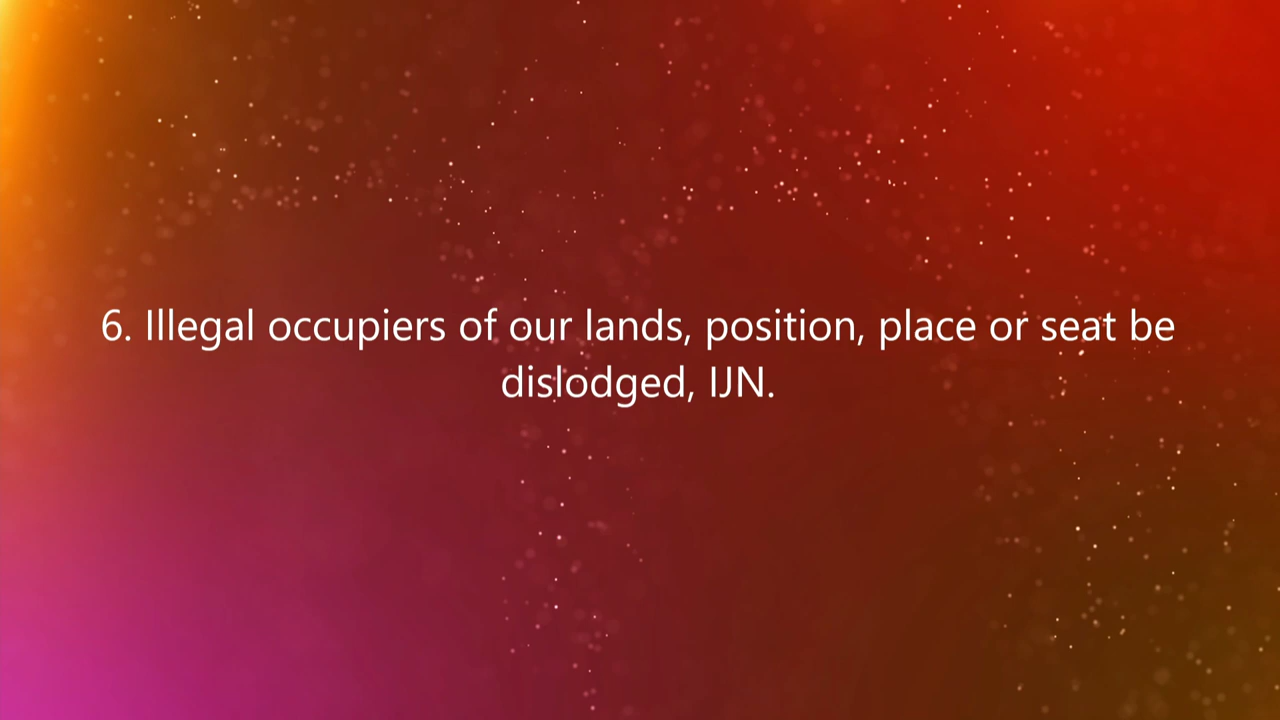 6. Illegal occupiers of our lands, position, place or seat be
dislodged, IJN.